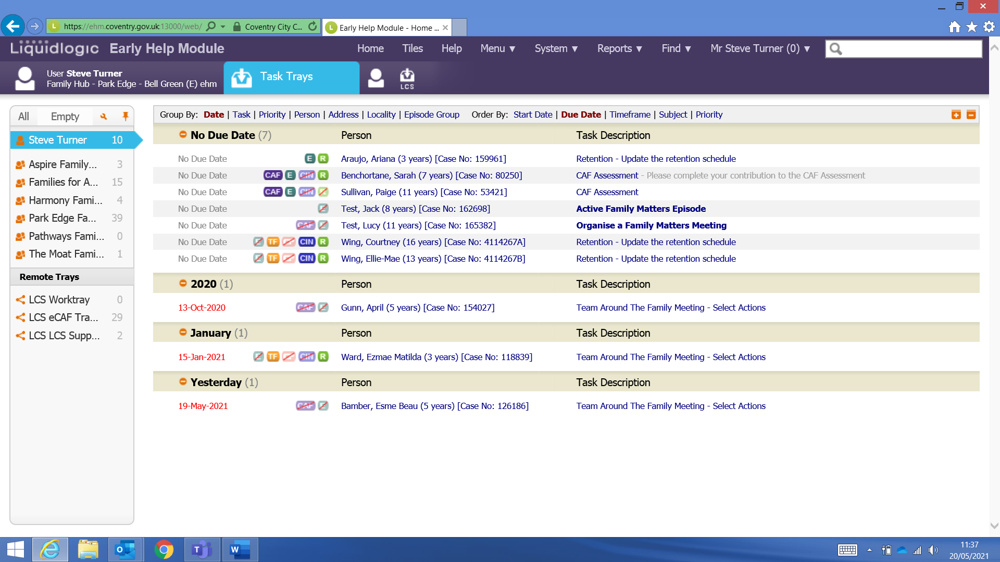 https://ehm.coventry.gov.uk:13000/web/
Coventry City C...
Early Help Module - Home ...
Liquidlogic Early Help Module
Home Tiles Help Menu ▼ System ▼ Reports ▼ Find ▼ Mr Steve Turner (0) ▼
User Steve Turner
Family Hub - Park Edge - Bell Green (E) ehm
Task Trays
LCS
All Empty
Steve Turner 10
Aspire Family... 3
Families for A... 15
Harmony Fami... 4
Park Edge Fa... 39
Pathways Fami... 0
The Moat Fami... 1
Remote Trays
LCS Worktray 0
LCS eCAF Tra... 29
LCS LCS Supp... 2
Group By: Date | Task | Priority | Person | Address | Locality | Episode Group Order By: Start Date | Due Date | Timeframe | Subject | Priority
No Due Date (7) Person Task Description
No Due Date E R Araujo, Ariana (3 years) [Case No: 159961] Retention - Update the retention schedule
No Due Date CAF E CIN R Benchortane, Sarah (7 years) [Case No: 80250] CAF Assessment - Please complete your contribution to the CAF Assessment
No Due Date CAF E CIN Sullivan, Paige (11 years) [Case No: 53421] CAF Assessment
No Due Date E Test, Jack (8 years) [Case No: 162698] Active Family Matters Episode
No Due Date CAF E Test, Lucy (11 years) [Case No: 165382] Organise a Family Matters Meeting
No Due Date E TF CIN R Wing, Courtney (16 years) [Case No: 4114267A] Retention - Update the retention schedule
No Due Date E TF CIN R Wing, Ellie-Mae (13 years) [Case No: 4114267B] Retention - Update the retention schedule
2020 (1) Person Task Description
13-Oct-2020 CAF E Gunn, April (5 years) [Case No: 154027] Team Around The Family Meeting - Select Actions
January (1) Person Task Description
15-Jan-2021 E TF CIN R Ward, Ezmae Matilda (3 years) [Case No: 118839] Team Around The Family Meeting - Select Actions
Yesterday (1) Person Task Description
19-May-2021 CAF E Bamber, Esme Beau (5 years) [Case No: 126186] Team Around The Family Meeting - Select Actions
11:37
20/05/2021